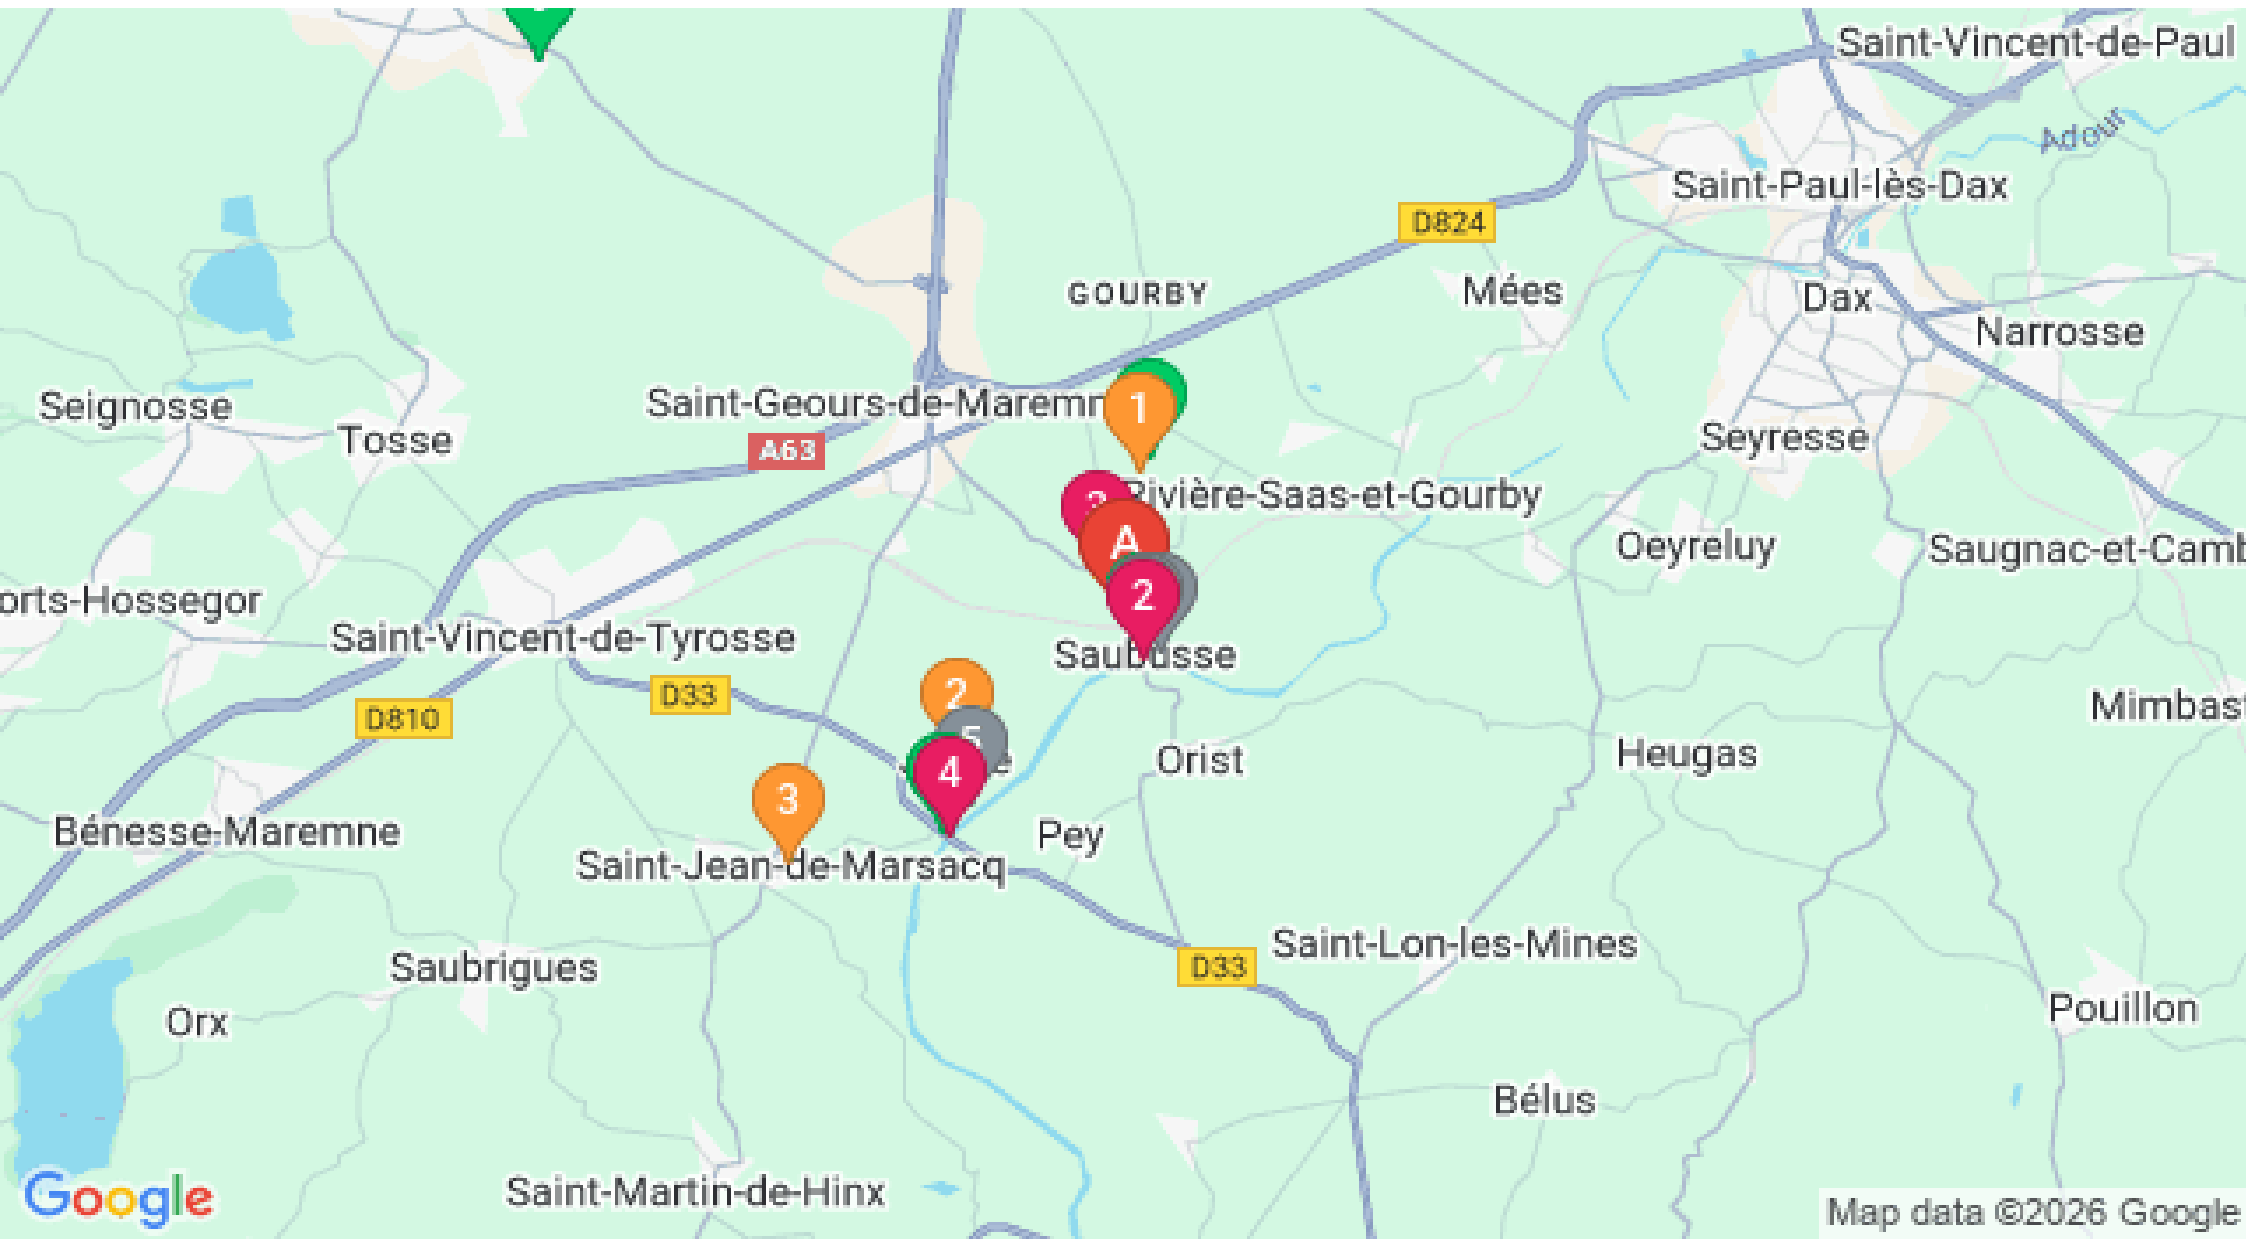 Saint-Vincent-de-Paul
Adour
Saint-Paul-lès-Dax
D824
GOURBY
Mées
Dax
Narrosse
Seignosse
Tosse
Saint-Geours-de-Maremn
1
A63
Seyresse
Rivière-Saas-et-Gourby
A
Oeyreluy
Saugnac-et-Camb
orts-Hossegor
2
Saint-Vincent-de-Tyrosse
Saubusse
D33
2
D810
Mimbast
5
Orist
Heugas
4
3
Bénesse-Maremne
Pey
Saint-Jean-de-Marsacq
Saint-Lon-les-Mines
D33
Saubrigues
Orx
Pouillon
Bélus
Saint-Martin-de-Hinx
Google
Map data ©2026 Google